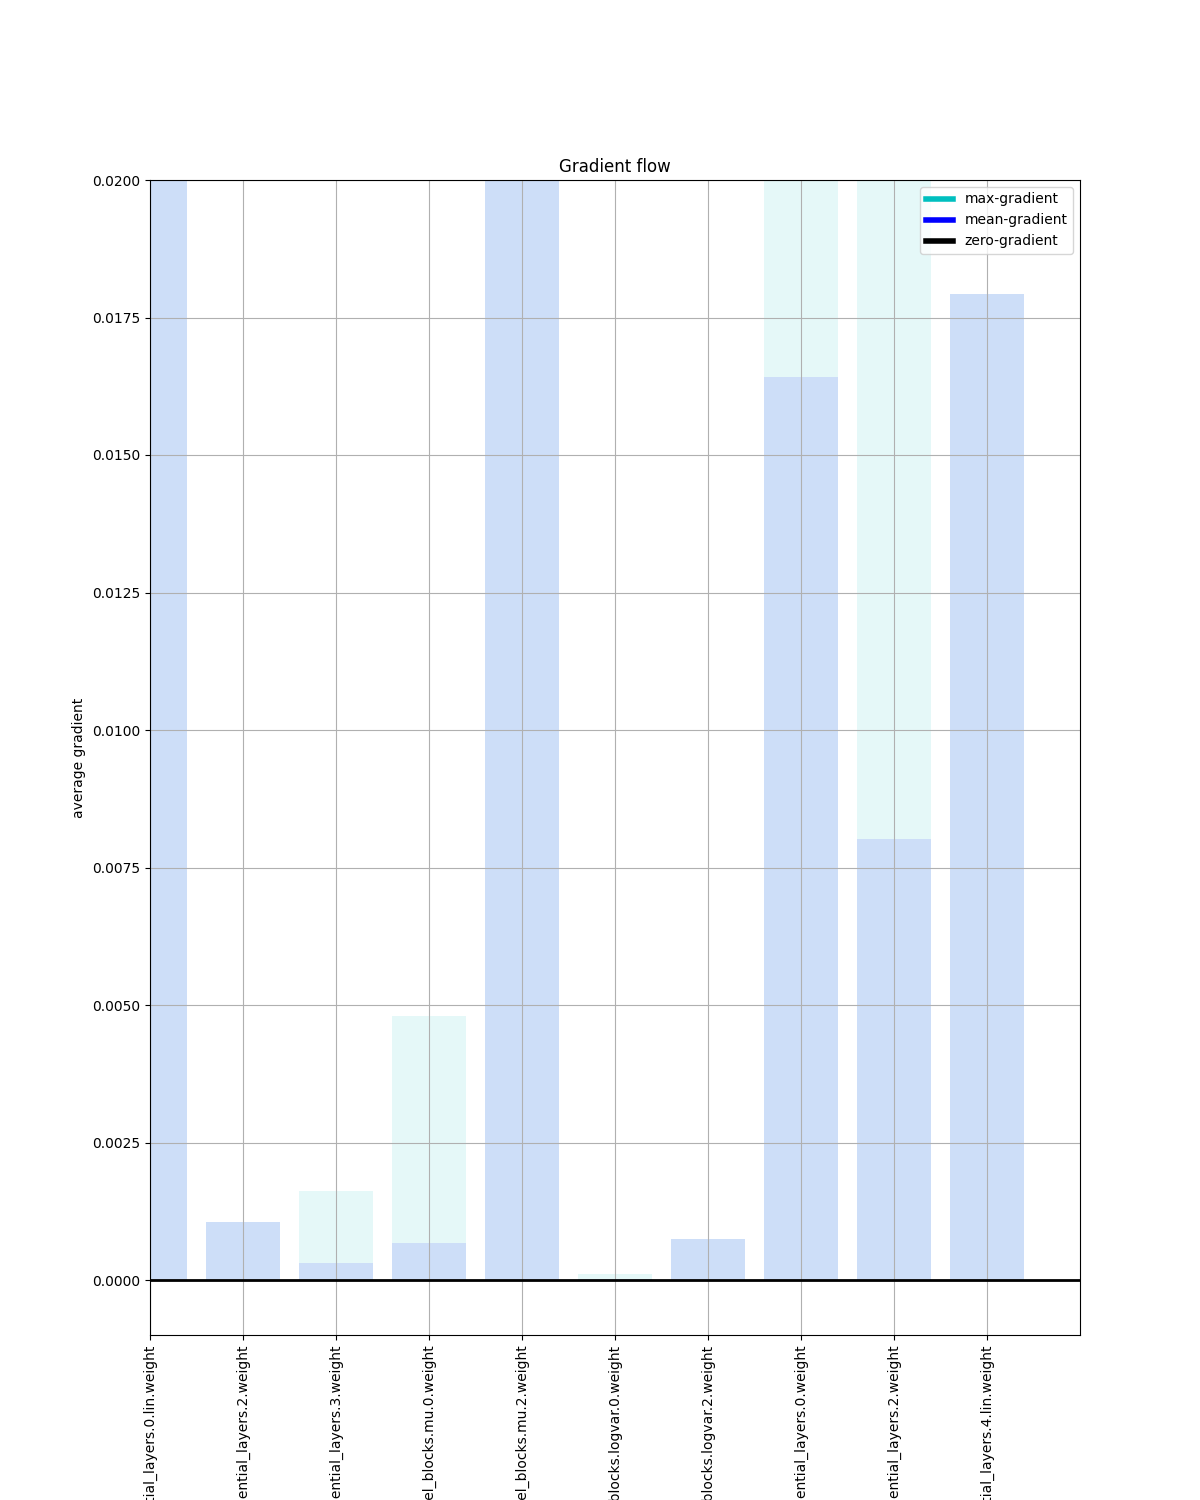 Gradient flow
max-gradient
mean-gradient
zero-gradient
0.0200
0.0175
0.0150
0.0125
0.0100
0.0075
0.0050
0.0025
0.0000
average gradient
tial_layers.0.lin.weight
ential_layers.2.weight
ential_layers.3.weight
el_blocks.mu.0.weight
el_blocks.mu.2.weight
blocks.logvar.0.weight
blocks.logvar.2.weight
ential_layers.0.weight
ential_layers.2.weight
tial_layers.4.lin.weight